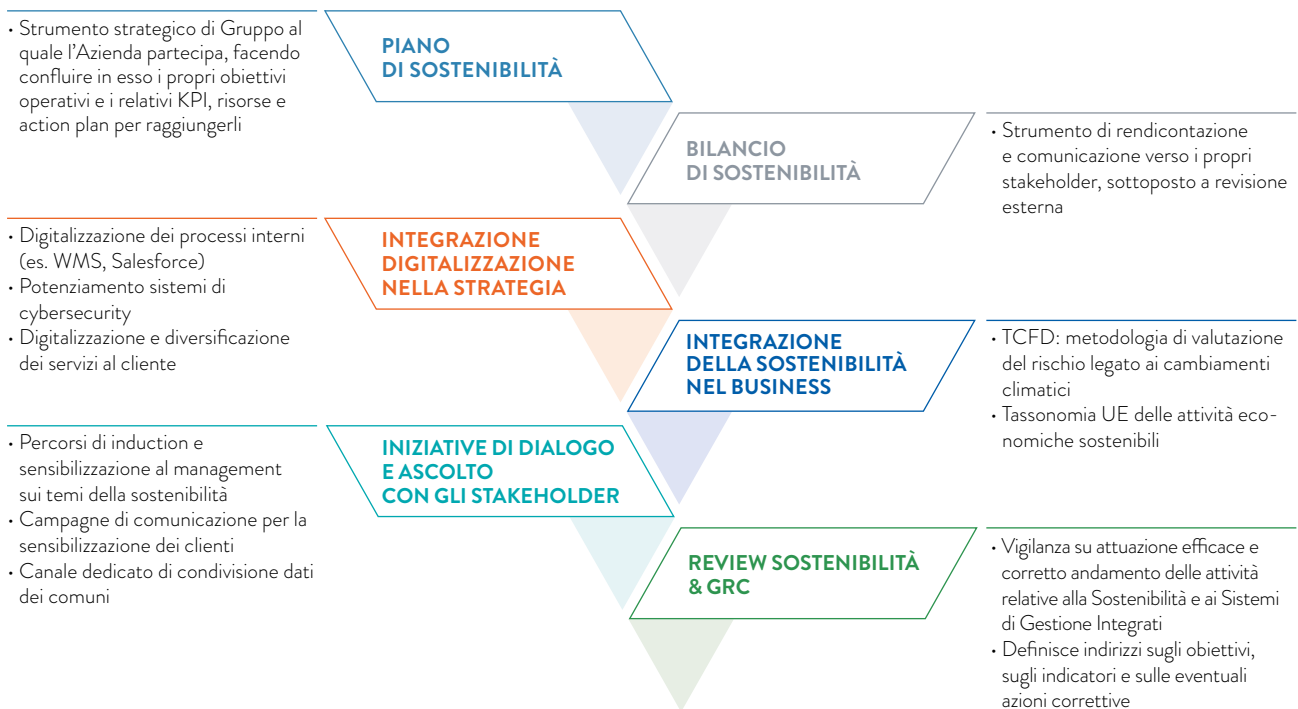 • Strumento strategico di Gruppo al
quale l'Azienda partecipa, facendo
confluire in esso i propri obiettivi
operativi e i relativi KPI, risorse e
action plan per raggiungerli
PIANO
DI SOSTENIBILITÀ
BILANCIO
DI SOSTENIBILITÀ
• Strumento di rendicontazione
e comunicazione verso i propri
stakeholder, sottoposto a revisione
esterna
• Digitalizzazione dei processi interni
(es. WMS, Salesforce)
• Potenziamento sistemi di
cybersecurity
• Digitalizzazione e diversificazione
dei servizi al cliente
INTEGRAZIONE
DIGITALIZZAZIONE
NELLA STRATEGIA
INTEGRAZIONE
DELLA SOSTENIBILITÀ
NEL BUSINESS
• TCFD: metodologia di valutazione
del rischio legato ai cambiamenti
climatici
• Tassonomia UE delle attività eco-
nomiche sostenibili
• Percorsi di induction e
sensibilizzazione al management
sui temi della sostenibilità
• Campagne di comunicazione per la
sensibilizzazione dei clienti
• Canale dedicato di condivisione dati
dei comuni
INIZIATIVE DI DIALOGO
E ASCOLTO
CON GLI STAKEHOLDER
REVIEW SOSTENIBILITÀ
& GRC
• Vigilanza su attuazione efficace e
corretto andamento delle attività
relative alla Sostenibilità e ai Sistemi
di Gestione Integrati
• Definisce indirizzi sugli obiettivi,
sugli indicatori e sulle eventuali
azioni correttive